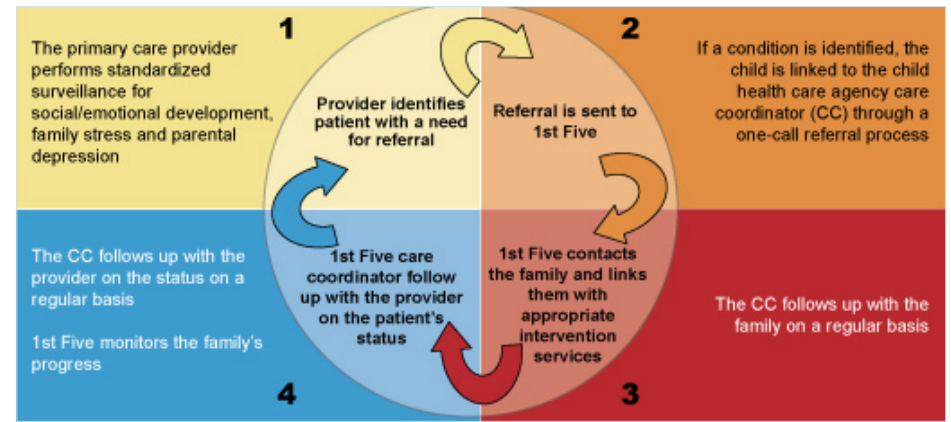 1
The primary care provider
performs standardized
surveillance for
social/emotional development,
family stress and parental
depression
Provider identifies
patient with a need
for referral
2
Referral is sent to
1st Five
If a condition is identified, the
child is linked to the child
health care agency care
coordinator (CC) through a
one-call referral process
1st Five contacts
the family and links
them with
appropriate
intervention
services
The CC follows up with the
family on a regular basis
3
The CC follows up with the
provider on the status on a
regular basis
1st Five monitors the family's
progress
1st Five care
coordinator follow
up with the provider
on the patient's
status
4